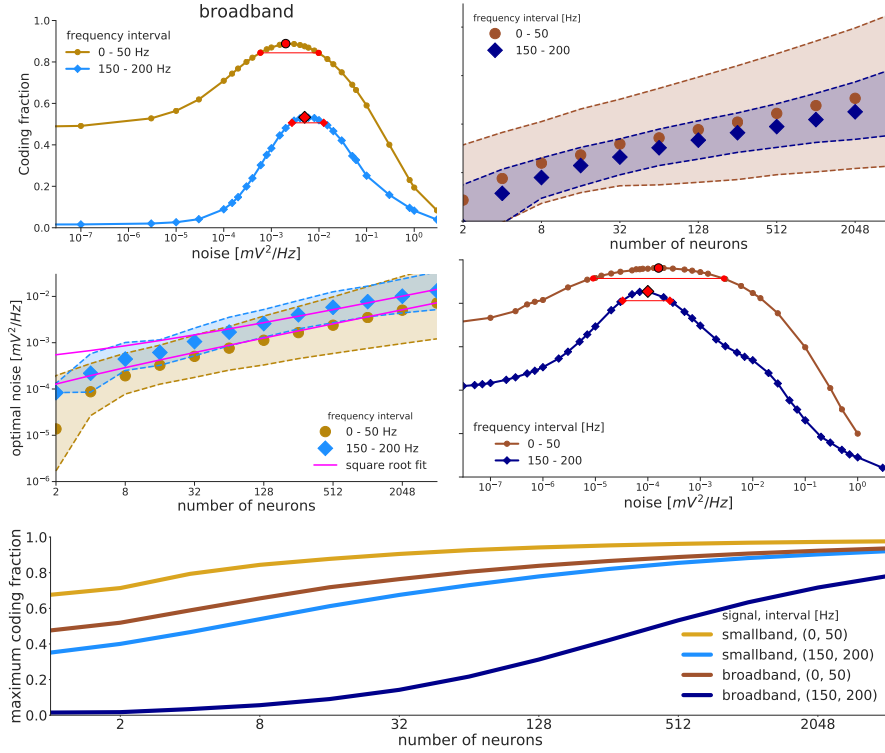 broadband
frequency interval
0 - 50 Hz
150 - 200 Hz
Coding fraction
1.0
0.8
0.6
0.4
0.2
0.0
10⁻⁷ 10⁻⁶ 10⁻⁵ 10⁻⁴ 10⁻³ 10⁻² 10⁻¹ 10⁰
noise [mV²/Hz]
frequency interval [Hz]
0 - 50
150 - 200
2 8 32 128 512 2048
number of neurons
optimal noise [mV²/Hz]
10⁻²
10⁻³
10⁻⁴
10⁻⁵
10⁻⁶
frequency interval
0 - 50 Hz
150 - 200 Hz
square root fit
2 8 32 128 512 2048
number of neurons
frequency interval [Hz]
0 - 50
150 - 200
10⁻⁷ 10⁻⁶ 10⁻⁵ 10⁻⁴ 10⁻³ 10⁻² 10⁻¹ 10⁰
noise [mV²/Hz]
maximum coding fraction
1.0
0.8
0.6
0.4
0.2
0.0
signal, interval [Hz]
smallband, (0, 50)
smallband, (150, 200)
broadband, (0, 50)
broadband, (150, 200)
2 8 32 128 512 2048
number of neurons